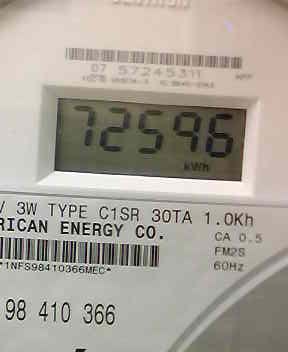 07 57245311
72596
kWh
V 3W TYPE C1SR 30TA 1.0Kh
RICAN ENERGY CO.
CA 0.5
FM2S
60Hz
*1NFS98410366MEC*
98 410 366